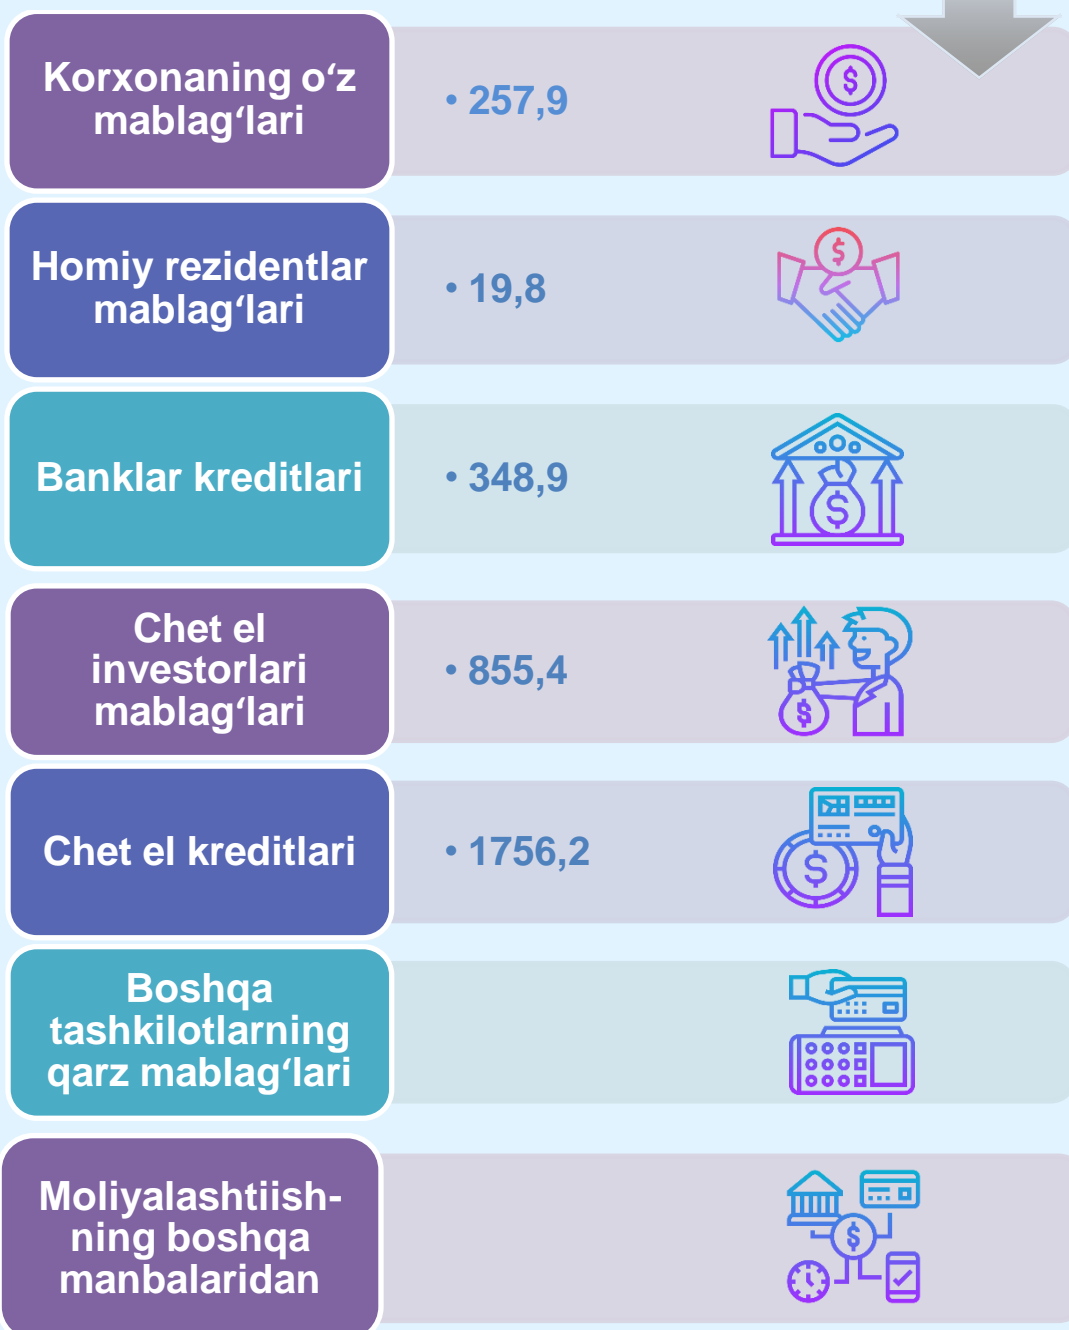 Korxonaning o‘z
mablag‘lari
• 257,9
Homiy rezidentlar
mablag‘lari
• 19,8
Banklar kreditlari
• 348,9
Chet el
investorlari
mablag‘lari
• 855,4
Chet el kreditlari
• 1756,2
Boshqa
tashkilotlarning
qarz mablag‘lari
Moliyalashtiish-
ning boshqa
manbalaridan